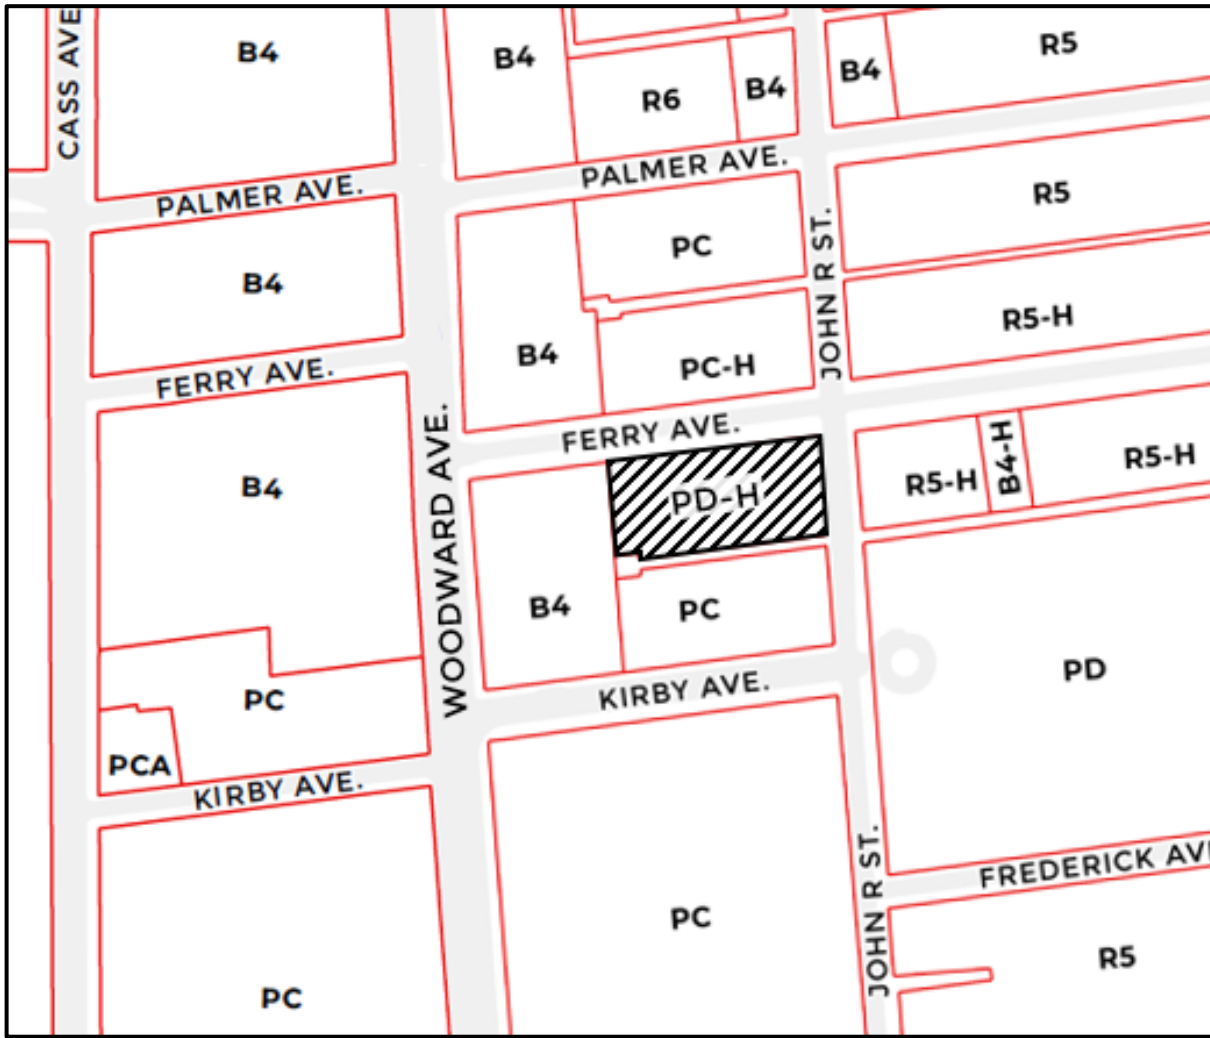 CASS AVE
B4
B4
R6
B4
B4
R5
PALMER AVE.
PALMER AVE.
R5
PC
JOHN R ST.
B4
R5-H
B4
PC-H
FERRY AVE.
FERRY AVE.
WOODWARD AVE.
B4
PD-H
R5-H
B4-H
R5-H
B4
PC
PD
KIRBY AVE.
PC
PCA
KIRBY AVE.
JOHN R ST.
FREDERICK AVE
PC
R5
PC